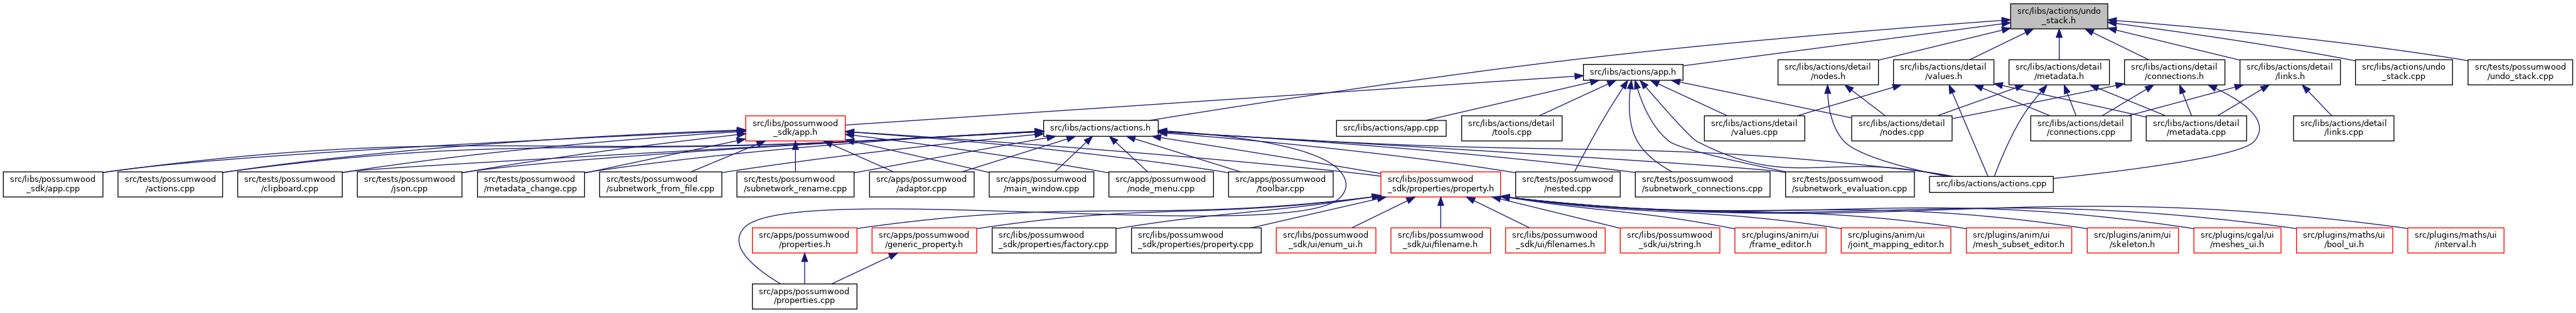 src/libs/actions/undo
_stack.h
src/libs/actions/app.h
src/libs/actions/detail
/nodes.h
src/libs/actions/detail
/values.h
src/libs/actions/detail
/metadata.h
src/libs/actions/detail
/connections.h
src/libs/actions/detail
/links.h
src/libs/actions/undo
_stack.cpp
src/tests/possumwood
/undo_stack.cpp
src/libs/possumwood
_sdk/app.h
src/libs/actions/actions.h
src/libs/actions/app.cpp
src/libs/actions/detail
/tools.cpp
src/libs/actions/detail
/values.cpp
src/libs/actions/detail
/nodes.cpp
src/libs/actions/detail
/connections.cpp
src/libs/actions/detail
/metadata.cpp
src/libs/actions/detail
/links.cpp
src/libs/possumwood
_sdk/app.cpp
src/tests/possumwood
/actions.cpp
src/tests/possumwood
/clipboard.cpp
src/tests/possumwood
/json.cpp
src/tests/possumwood
/metadata_change.cpp
src/tests/possumwood
/subnetwork_from_file.cpp
src/tests/possumwood
/subnetwork_rename.cpp
src/apps/possumwood
/adaptor.cpp
src/apps/possumwood
/main_window.cpp
src/apps/possumwood
/node_menu.cpp
src/apps/possumwood
/toolbar.cpp
src/libs/possumwood
_sdk/properties/property.h
src/tests/possumwood
/nested.cpp
src/tests/possumwood
/subnetwork_connections.cpp
src/tests/possumwood
/subnetwork_evaluation.cpp
src/libs/actions/actions.cpp
src/apps/possumwood
/properties.h
src/apps/possumwood
/generic_property.h
src/libs/possumwood
_sdk/properties/factory.cpp
src/libs/possumwood
_sdk/properties/property.cpp
src/libs/possumwood
_sdk/ui/enum_ui.h
src/libs/possumwood
_sdk/ui/filename.h
src/libs/possumwood
_sdk/ui/filenames.h
src/libs/possumwood
_sdk/ui/string.h
src/plugins/anim/ui
/frame_editor.h
src/plugins/anim/ui
/joint_mapping_editor.h
src/plugins/anim/ui
/mesh_subset_editor.h
src/plugins/anim/ui
/skeleton.h
src/plugins/cgal/ui
/meshes_ui.h
src/plugins/maths/ui
/bool_ui.h
src/plugins/maths/ui
/interval.h
src/apps/possumwood
/properties.cpp